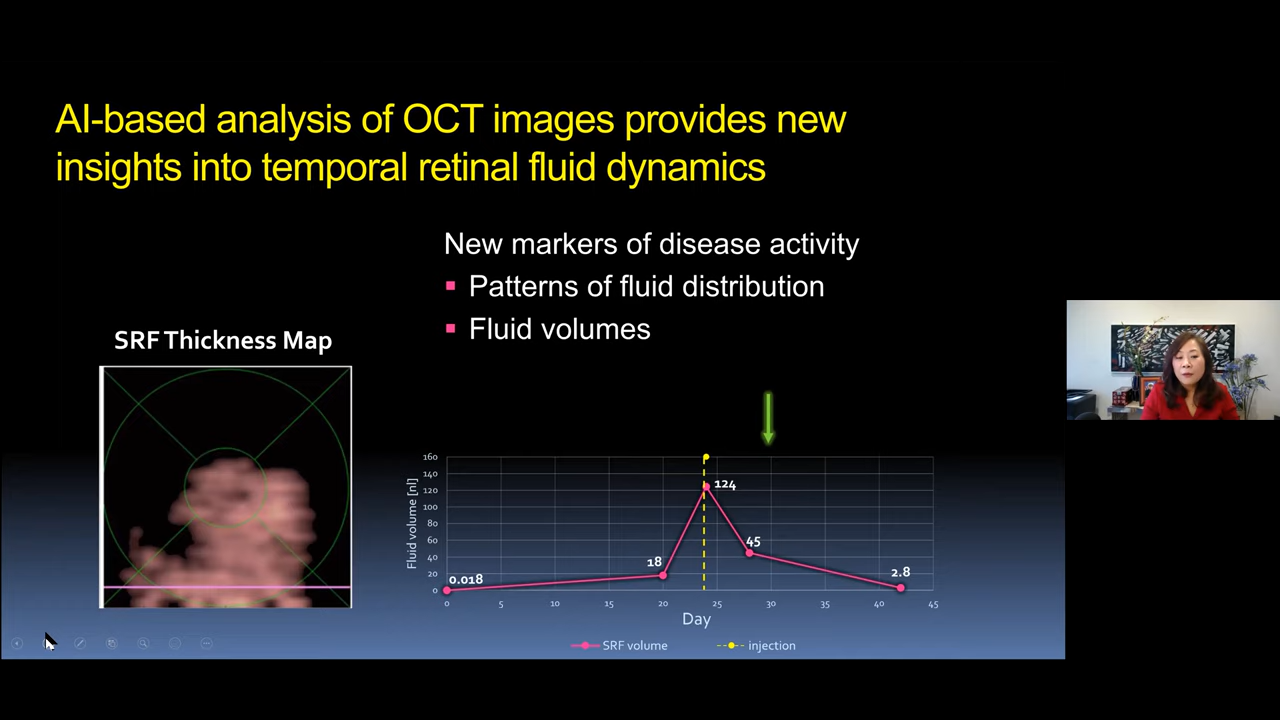 AI-based analysis of OCT images provides new
insights into temporal retinal fluid dynamics
New markers of disease activity
Patterns of fluid distribution
Fluid volumes
SRF Thickness Map
Fluid volume [nl]
160
140
120
100
80
60
40
20
0
0.018
18
124
45
2.8
0 5 10 15 20 25 30 35 40 45
Day
SRF volume
injection